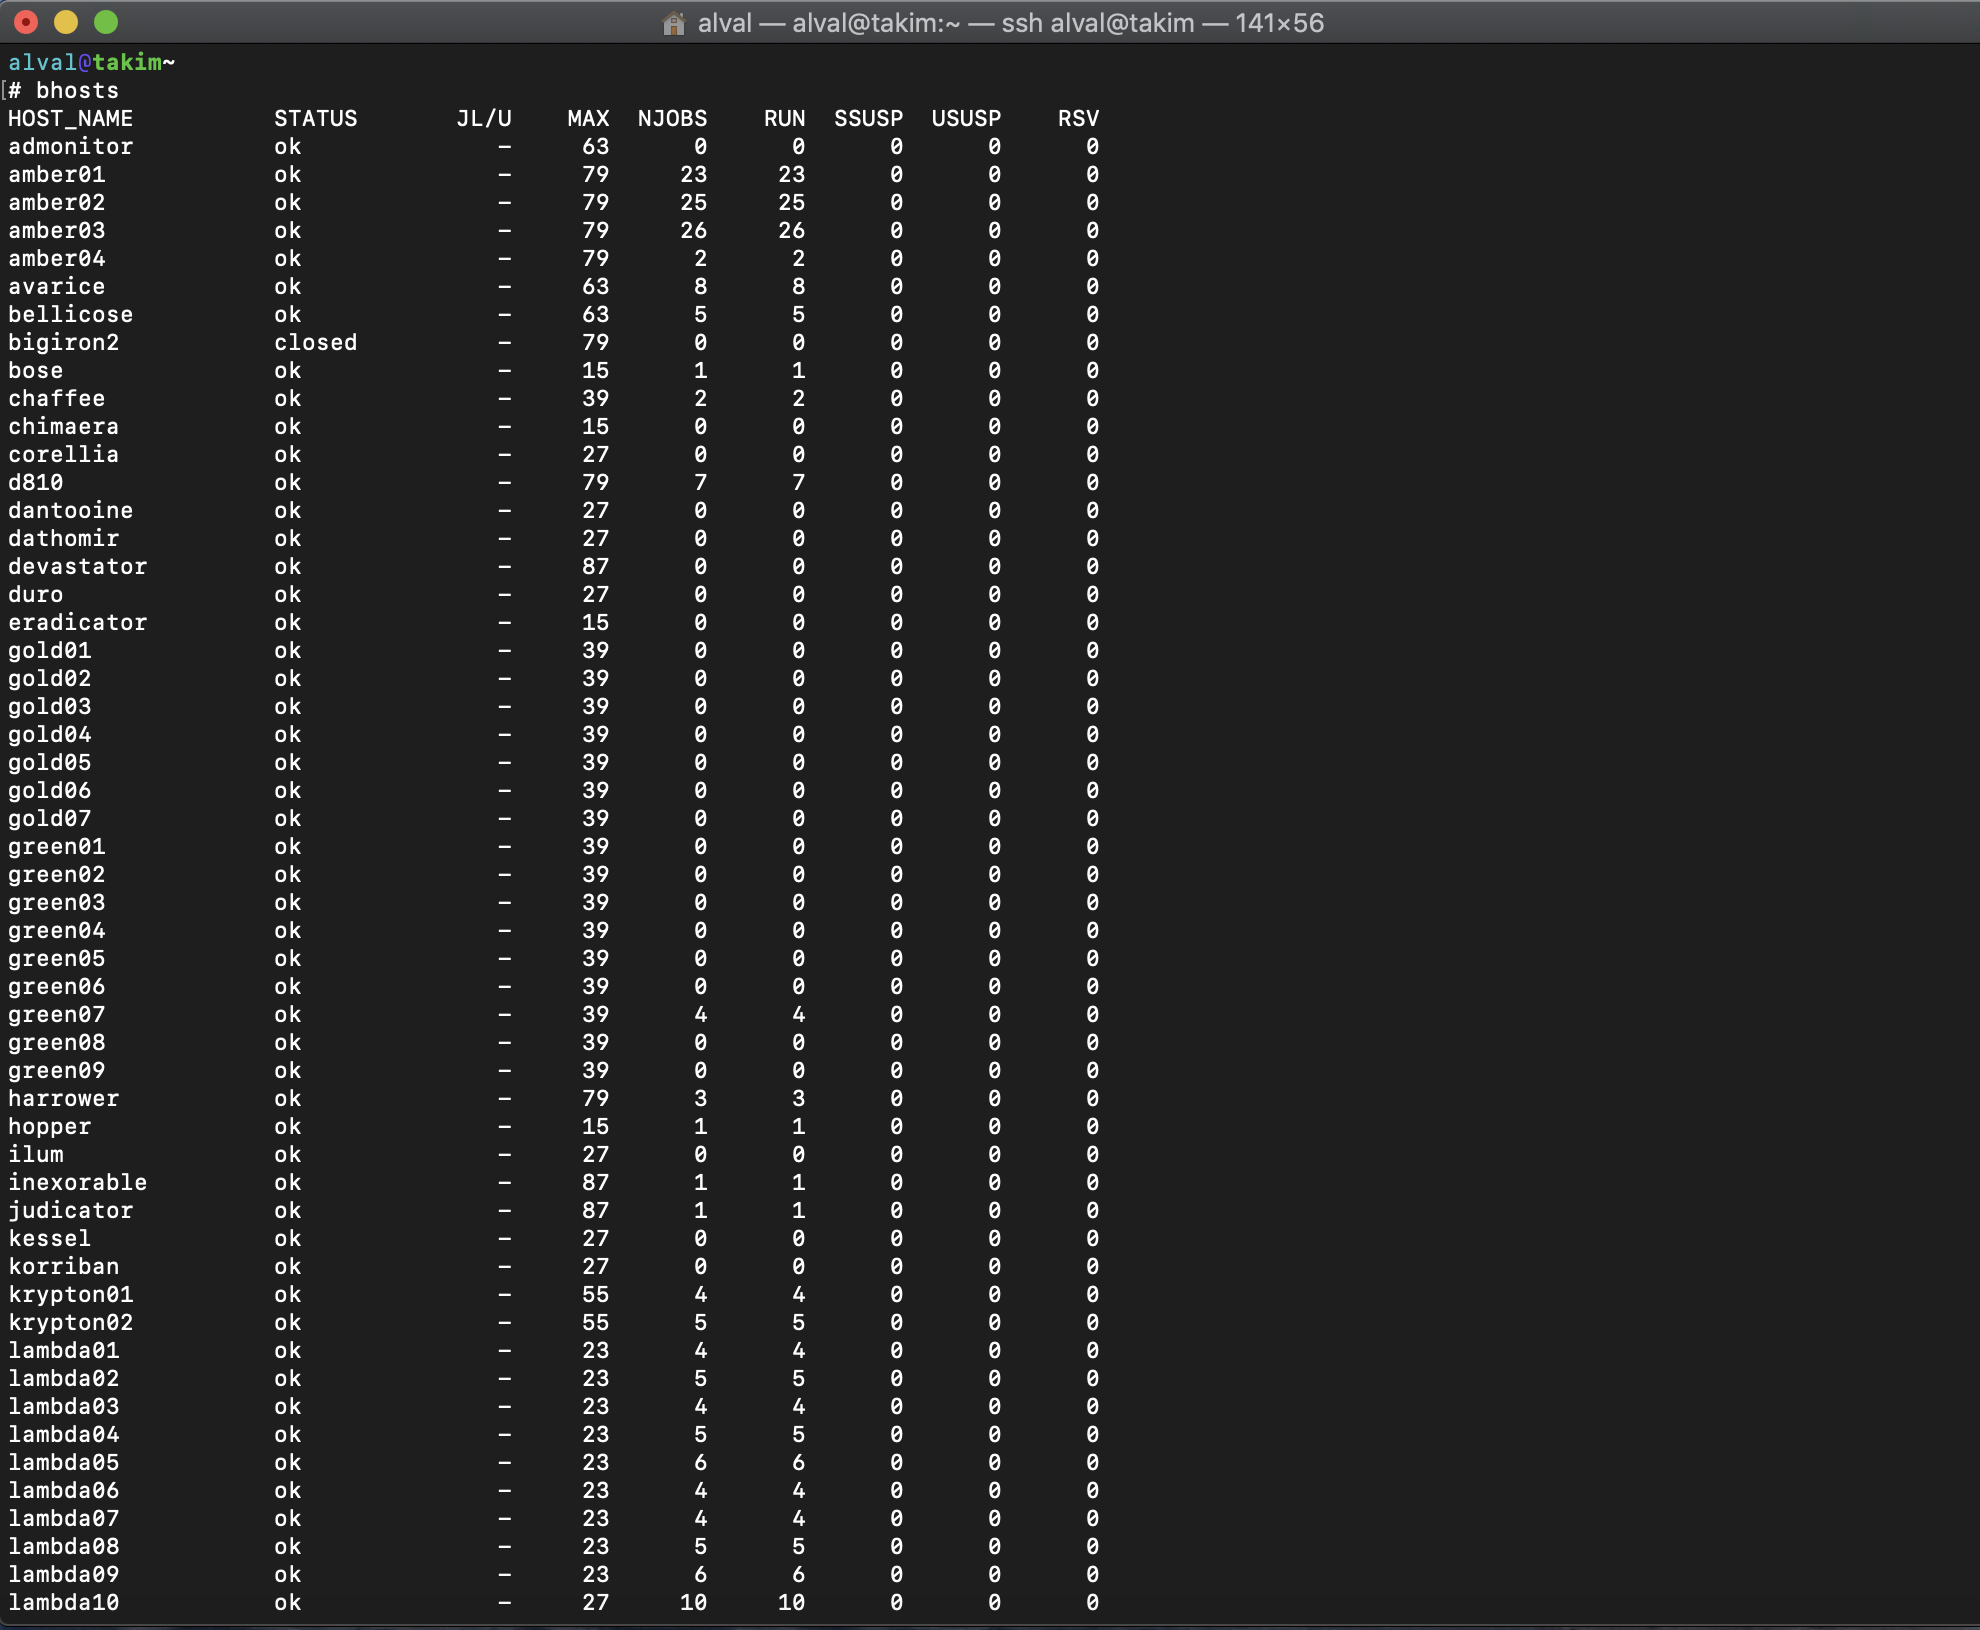 alval — alval@takim:~ — ssh alval@takim — 141×56
alval@takim~
[# bhosts
HOST_NAME STATUS JL/U MAX NJOBS RUN SSUSP USUSP RSV
admonitor ok - 63 0 0 0 0 0
amber01 ok - 79 23 23 0 0 0
amber02 ok - 79 25 25 0 0 0
amber03 ok - 79 26 26 0 0 0
amber04 ok - 79 2 2 0 0 0
avarice ok - 63 8 8 0 0 0
bellicose ok - 63 5 5 0 0 0
bigiron2 closed - 79 0 0 0 0 0
bose ok - 15 1 1 0 0 0
chaffee ok - 39 2 2 0 0 0
chimaera ok - 15 0 0 0 0 0
corellia ok - 27 0 0 0 0 0
d810 ok - 79 7 7 0 0 0
dantooine ok - 27 0 0 0 0 0
dathomir ok - 27 0 0 0 0 0
devastator ok - 87 0 0 0 0 0
duro ok - 27 0 0 0 0 0
eradicator ok - 15 0 0 0 0 0
gold01 ok - 39 0 0 0 0 0
gold02 ok - 39 0 0 0 0 0
gold03 ok - 39 0 0 0 0 0
gold04 ok - 39 0 0 0 0 0
gold05 ok - 39 0 0 0 0 0
gold06 ok - 39 0 0 0 0 0
gold07 ok - 39 0 0 0 0 0
green01 ok - 39 0 0 0 0 0
green02 ok - 39 0 0 0 0 0
green03 ok - 39 0 0 0 0 0
green04 ok - 39 0 0 0 0 0
green05 ok - 39 0 0 0 0 0
green06 ok - 39 0 0 0 0 0
green07 ok - 39 4 4 0 0 0
green08 ok - 39 0 0 0 0 0
green09 ok - 39 0 0 0 0 0
harrower ok - 79 3 3 0 0 0
hopper ok - 15 1 1 0 0 0
ilum ok - 27 0 0 0 0 0
inexorable ok - 87 1 1 0 0 0
judicator ok - 87 1 1 0 0 0
kessel ok - 27 0 0 0 0 0
korriban ok - 27 0 0 0 0 0
krypton01 ok - 55 4 4 0 0 0
krypton02 ok - 55 5 5 0 0 0
lambda01 ok - 23 4 4 0 0 0
lambda02 ok - 23 5 5 0 0 0
lambda03 ok - 23 4 4 0 0 0
lambda04 ok - 23 5 5 0 0 0
lambda05 ok - 23 6 6 0 0 0
lambda06 ok - 23 4 4 0 0 0
lambda07 ok - 23 4 4 0 0 0
lambda08 ok - 23 5 5 0 0 0
lambda09 ok - 23 6 6 0 0 0
lambda10 ok - 27 10 10 0 0 0